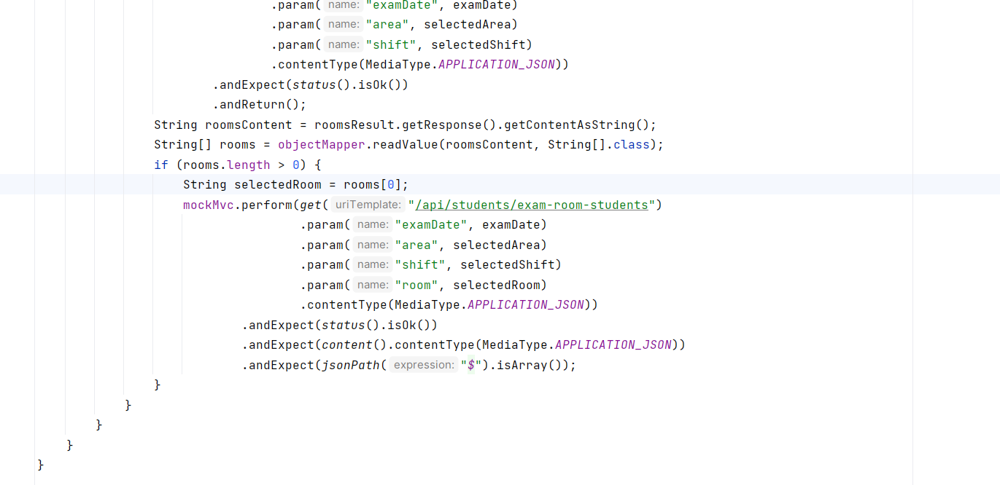 .param( name: "examDate", examDate)
.param( name: "area", selectedArea)
.param( name: "shift", selectedShift)
.contentType(MediaType.APPLICATION_JSON))
.andExpect(status().isOk())
.andReturn();
String roomsContent = roomsResult.getResponse().getContentAsString();
String[] rooms = objectMapper.readValue(roomsContent, String[].class);
if (rooms.length > 0) {
String selectedRoom = rooms[0];
mockMvc.perform(get( uriTemplate: "/api/students/exam-room-students")
.param( name: "examDate", examDate)
.param( name: "area", selectedArea)
.param( name: "shift", selectedShift)
.param( name: "room", selectedRoom)
.contentType(MediaType.APPLICATION_JSON))
.andExpect(status().isOk())
.andExpect(content().contentType(MediaType.APPLICATION_JSON))
.andExpect(jsonPath( expression: "$").isArray());
}
}
}
}
}